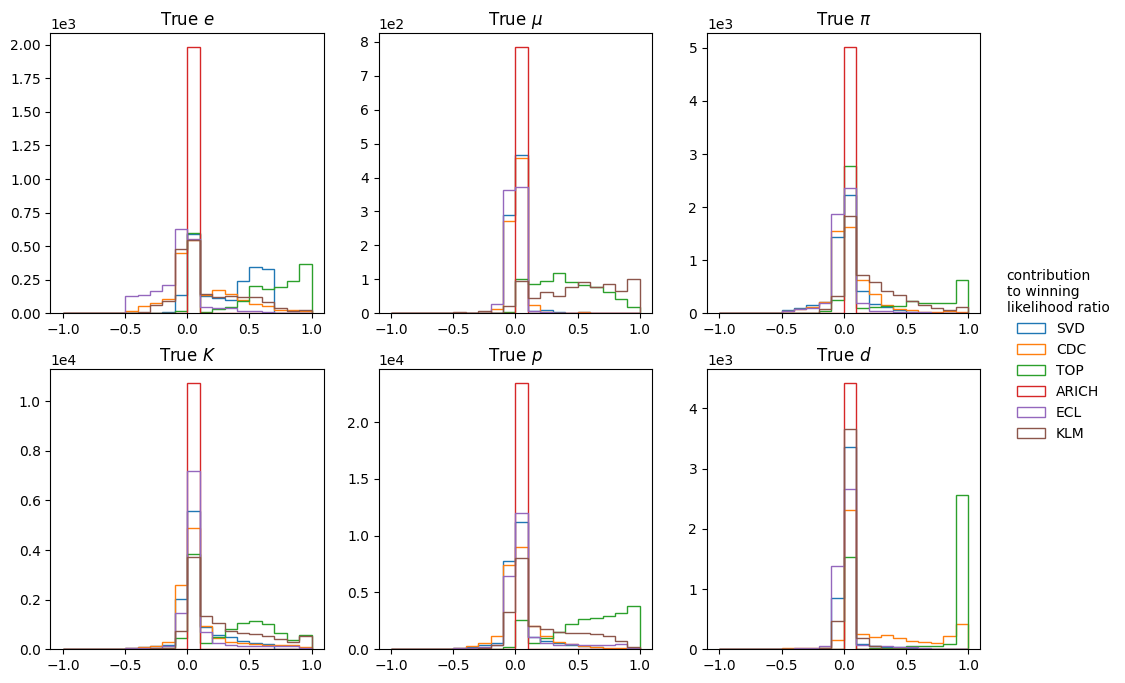 True e
1e3
2.00
1.75
1.50
1.25
1.00
0.75
0.50
0.25
0.00
−1.0 −0.5 0.0 0.5 1.0
True μ
1e2
8
7
6
5
4
3
2
1
0
−1.0 −0.5 0.0 0.5 1.0
True π
1e3
5
4
3
2
1
0
−1.0 −0.5 0.0 0.5 1.0
True K
1e4
1.0
0.8
0.6
0.4
0.2
0.0
−1.0 −0.5 0.0 0.5 1.0
True p
1e4
2.0
1.5
1.0
0.5
0.0
−1.0 −0.5 0.0 0.5 1.0
True d
1e3
4
3
2
1
0
−1.0 −0.5 0.0 0.5 1.0
contribution
to winning
likelihood ratio
SVD
CDC
TOP
ARICH
ECL
KLM